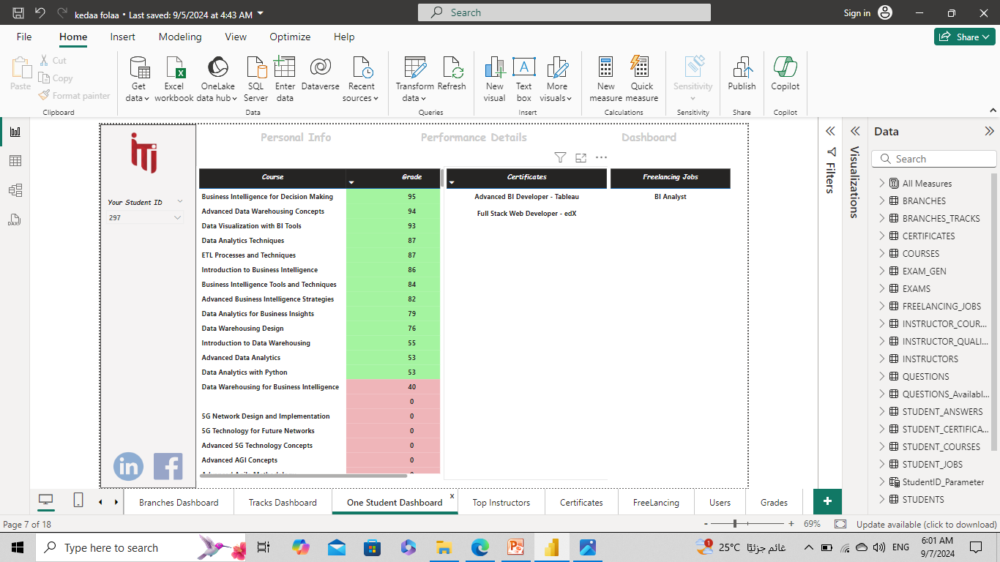 kedaa folaa • Last saved: 9/5/2024 at 4:43 AM
Search
Sign in
File Home Insert Modeling View Optimize Help
Share
Paste
Cut
Copy
Format painter
Clipboard
Get data
Excel workbook
OneLake data hub
SQL Server
Enter data
Dataverse
Recent sources
Data
Transform data
Refresh
Queries
New visual
Text box
More visuals
Insert
New measure
Quick measure
Calculations
Sensitivity
Sensitivity
Publish
Share
Copilot
Copilot
iTi
Your Student ID
297
in
Personal Info Performance Details Dashboard
Course Grade
Business Intelligence for Decision Making 95
Advanced Data Warehousing Concepts 94
Data Visualization with BI Tools 93
Data Analytics Techniques 87
ETL Processes and Techniques 87
Introduction to Business Intelligence 86
Business Intelligence Tools and Techniques 84
Advanced Business Intelligence Strategies 82
Data Analytics for Business Insights 79
Data Warehousing Design 76
Introduction to Data Warehousing 55
Advanced Data Analytics 53
Data Analytics with Python 53
Data Warehousing for Business Intelligence 40
0
5G Network Design and Implementation 0
5G Technology for Future Networks 0
Advanced 5G Technology Concepts 0
Advanced AGI Concepts 0
Certificates
Advanced BI Developer - Tableau
Full Stack Web Developer - edX
Freelancing Jobs
BI Analyst
Filters
Visualizations
Data
Search
All Measures
BRANCHES
BRANCHES_TRACKS
CERTIFICATES
COURSES
EXAM_GEN
EXAMS
FREELANCING_JOBS
INSTRUCTOR_COUR...
INSTRUCTOR_QUALI...
INSTRUCTORS
QUESTIONS
QUESTIONS_Availabl...
STUDENT_ANSWERS
STUDENT_CERTIFICA...
STUDENT_COURSES
STUDENT_JOBS
StudentID_Parameter
STUDENTS
Branches Dashboard Tracks Dashboard One Student Dashboard x Top Instructors Certificates FreeLancing Users Grades +
Page 7 of 18
- + 69% Update available (click to download)
Type here to search
1 25°C غائم جزئيًا ENG 6:01 AM
9/7/2024